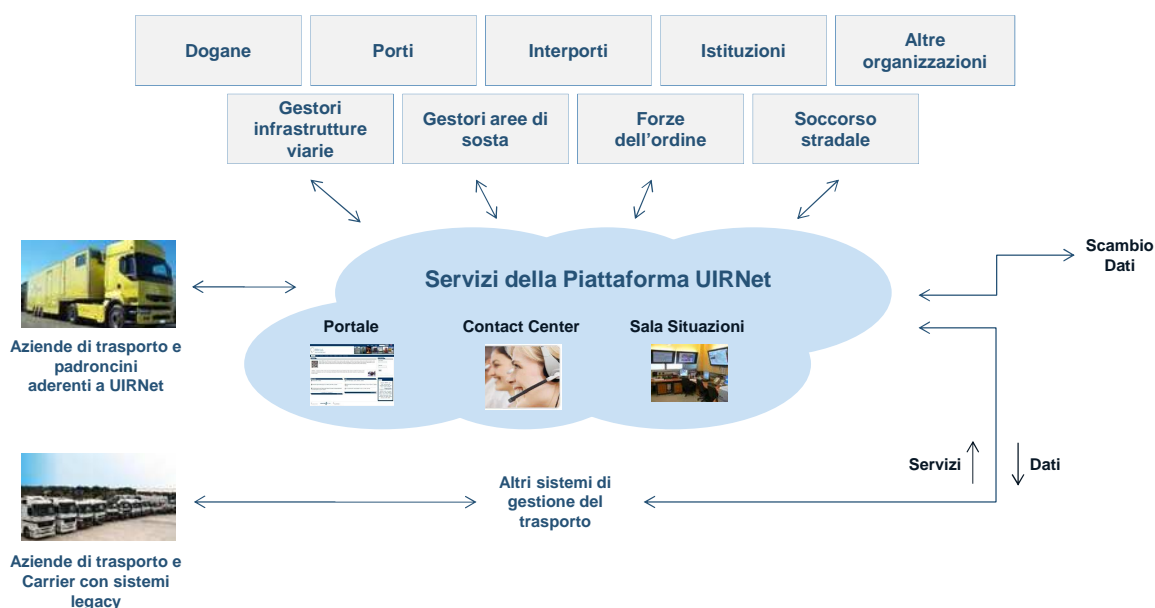 Dogane
Porti
Interporti
Istituzioni
Altre
organizzazioni
Gestori
infrastrutture
viarie
Gestori aree di
sosta
Forze
dell'ordine
Soccorso
stradale
Servizi della Piattaforma UIRNet
Scambio
Dati
Portale
Contact Center
Sala Situazioni
Aziende di trasporto e
padroncini
aderenti a UIRNet
Servizi
Dati
Altri sistemi di
gestione del
trasporto
Aziende di trasporto e
Carrier con sistemi
legacy